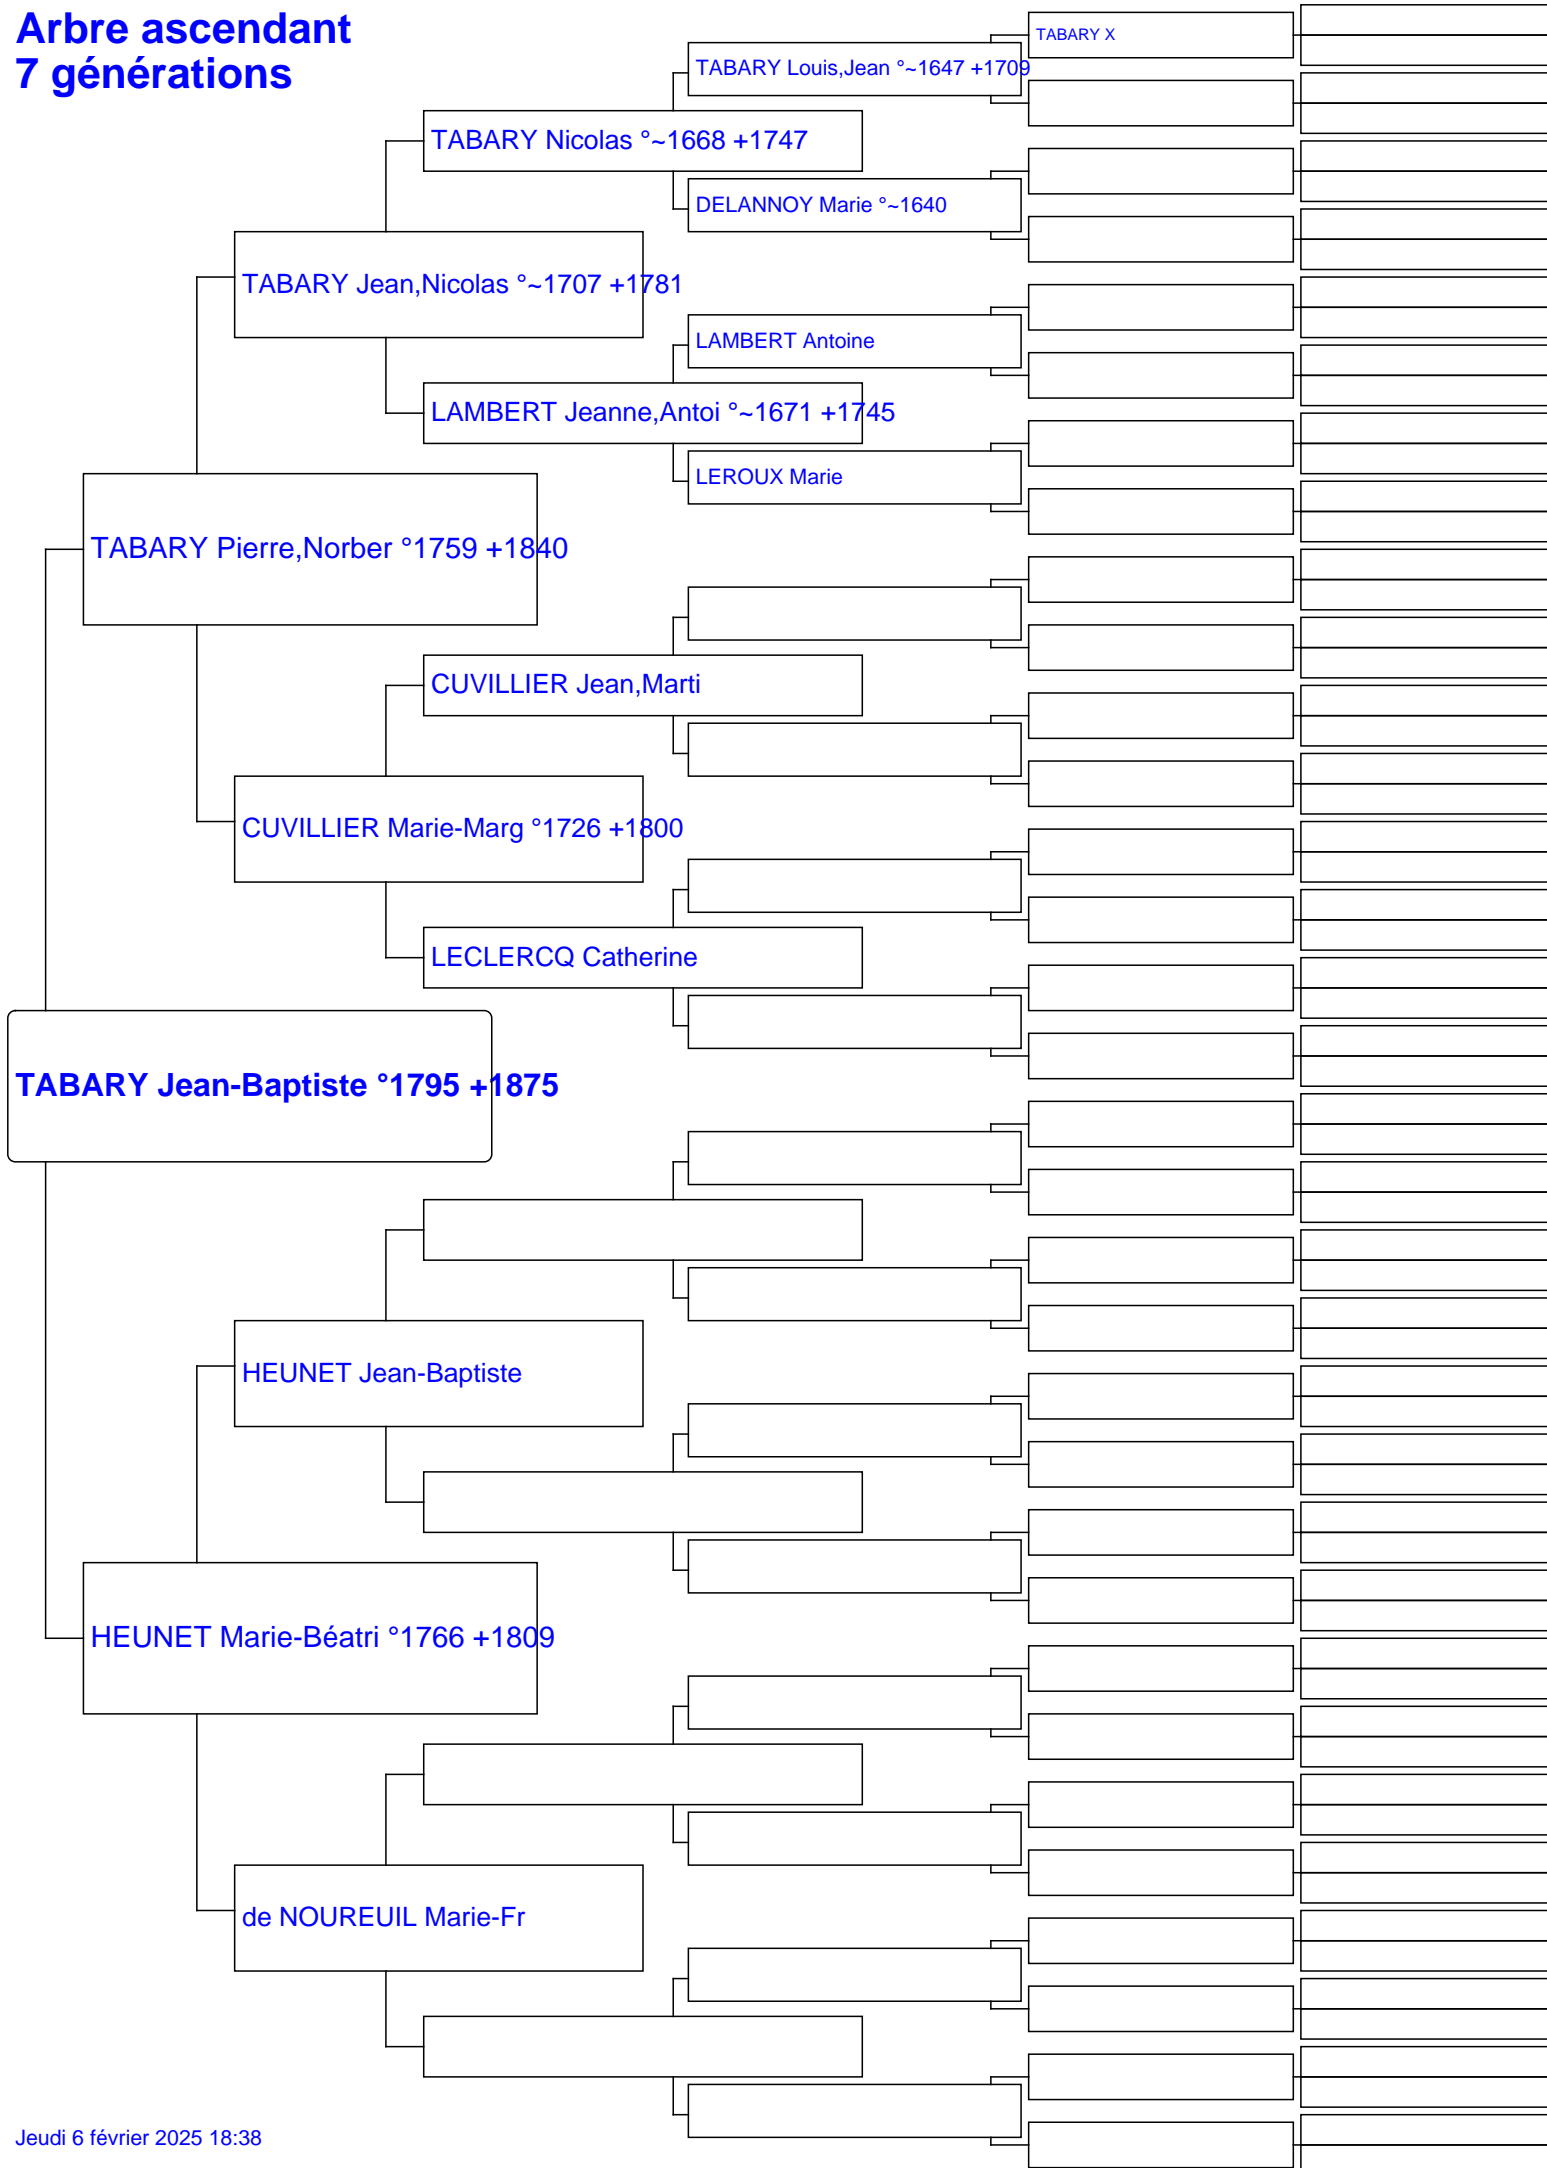 Arbre ascendant
7 générations
TABARY X
TABARY Louis,Jean °~1647 +1709
TABARY Nicolas °~1668 +1747
DELANNOY Marie °~1640
TABARY Jean,Nicolas °~1707 +1781
LAMBERT Antoine
LAMBERT Jeanne,Antoi °~1671 +1745
LEROUX Marie
TABARY Pierre,Norber °1759 +1840
CUVILLIER Jean,Marti
CUVILLIER Marie-Marg °1726 +1800
LECLERCQ Catherine
TABARY Jean-Baptiste °1795 +1875
HEUNET Jean-Baptiste
HEUNET Marie-Béatri °1766 +1809
de NOUREUIL Marie-Fr
Jeudi 6 février 2025 18:38